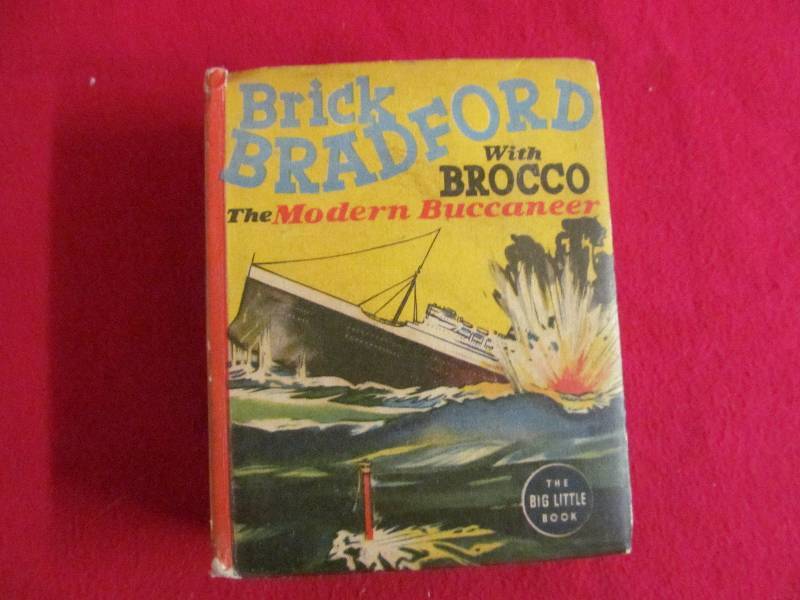 Brick
BRADFORD
With
BROCCO
The Modern Buccaneer
THE
BIG LITTLE
BOOK